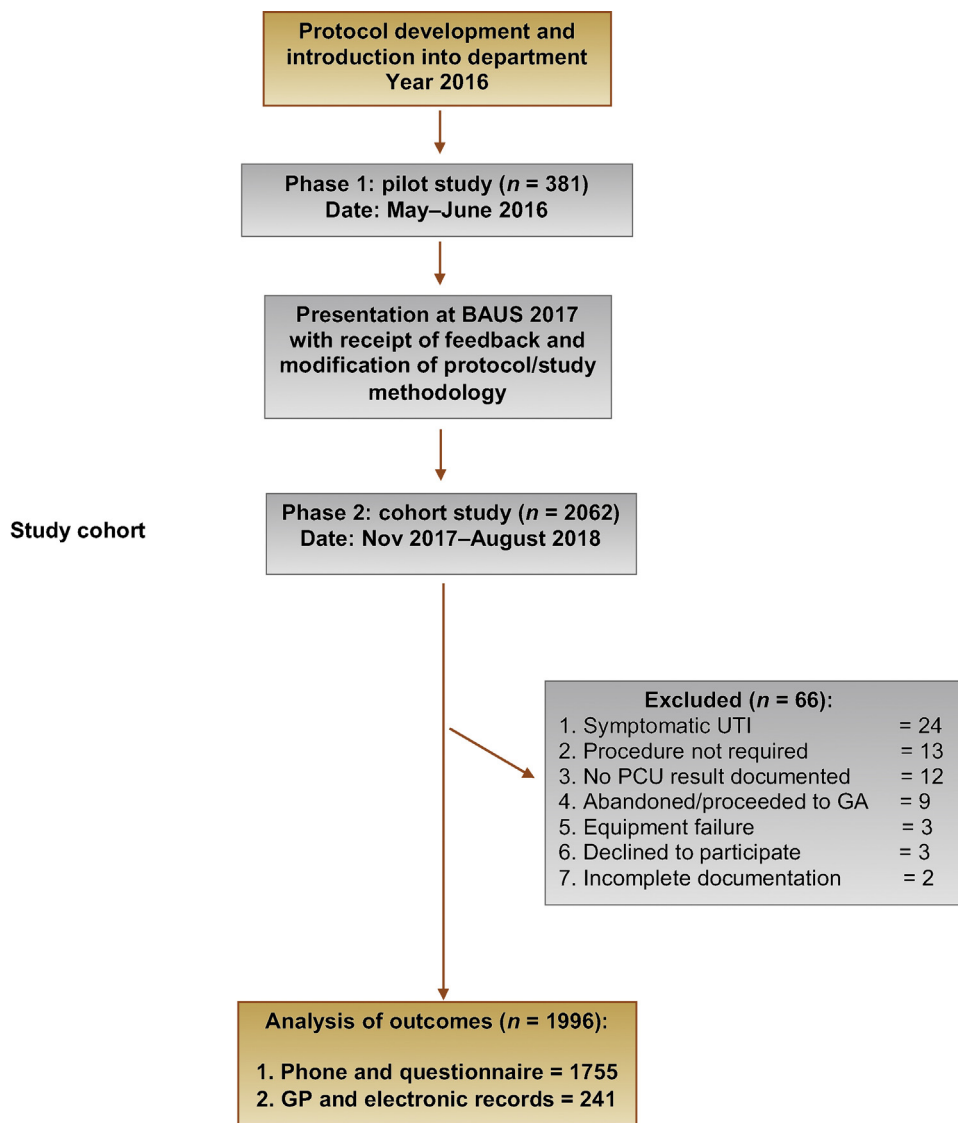 Protocol development and
introduction into department
Year 2016
Phase 1: pilot study (n = 381)
Date: May–June 2016
Presentation at BAUS 2017
with receipt of feedback and
modification of protocol/study
methodology
Study cohort
Phase 2: cohort study (n = 2062)
Date: Nov 2017–August 2018
Excluded (n = 66):
1. Symptomatic UTI = 24
2. Procedure not required = 13
3. No PCU result documented = 12
4. Abandoned/proceeded to GA = 9
5. Equipment failure = 3
6. Declined to participate = 3
7. Incomplete documentation = 2
Analysis of outcomes (n = 1996):
1. Phone and questionnaire = 1755
2. GP and electronic records = 241